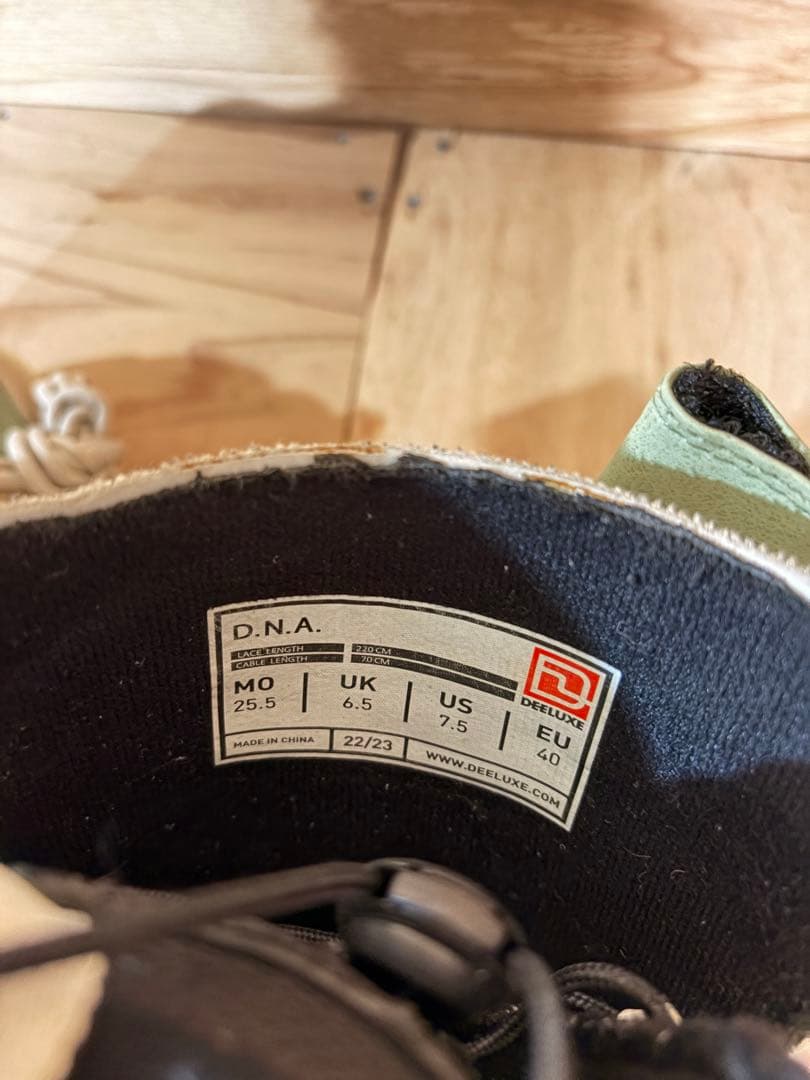 D.N.A.
LACE LENGTH 220 CM
CABLE LENGTH 70 CM
MO UK US EU
25.5 6.5 7.5 40
DEELUXE
MADE IN CHINA 22/23 WWW.DEELUXE.COM